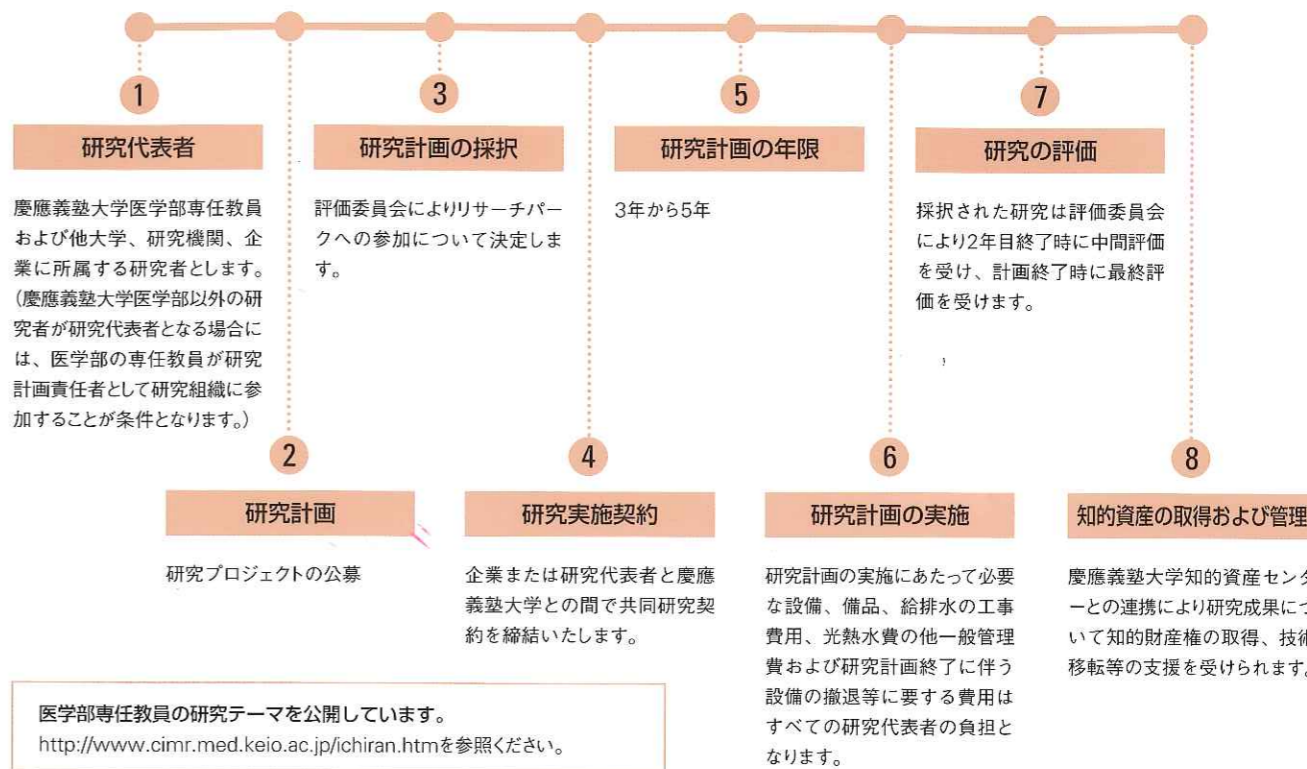 1
研究代表者
慶應義塾大学医学部専任教員
および他大学、研究機関、企
業に所属する研究者とします。
(慶應義塾大学医学部以外の研
究者が研究代表者となる場合に
は、医学部の専任教員が研究
計画責任者として研究組織に参
加することが条件となります。)
2
研究計画
研究プロジェクトの公募
3
研究計画の採択
評価委員会によりリサーチパー
クへの参加について決定しま
す。
4
研究実施契約
企業または研究代表者と慶應
義塾大学との間で共同研究契
約を締結いたします。
5
研究計画の年限
3年から5年
6
研究計画の実施
研究計画の実施にあたって必要
な設備、備品、給排水の工事
費用、光熱水費の他一般管理
費および研究計画終了に伴う
設備の撤退等に要する費用は
すべての研究代表者の負担と
なります。
7
研究の評価
採択された研究は評価委員会
により2年目終了時に中間評価
を受け、計画終了時に最終評
価を受けます。
8
知的資産の取得および管理
慶應義塾大学知的資産センタ
ーとの連携により研究成果につ
いて知的財産権の取得、技術
移転等の支援を受けられます。
医学部専任教員の研究テーマを公開しています。
http://www.cimr.med.keio.ac.jp/ichiran.htmを参照ください。